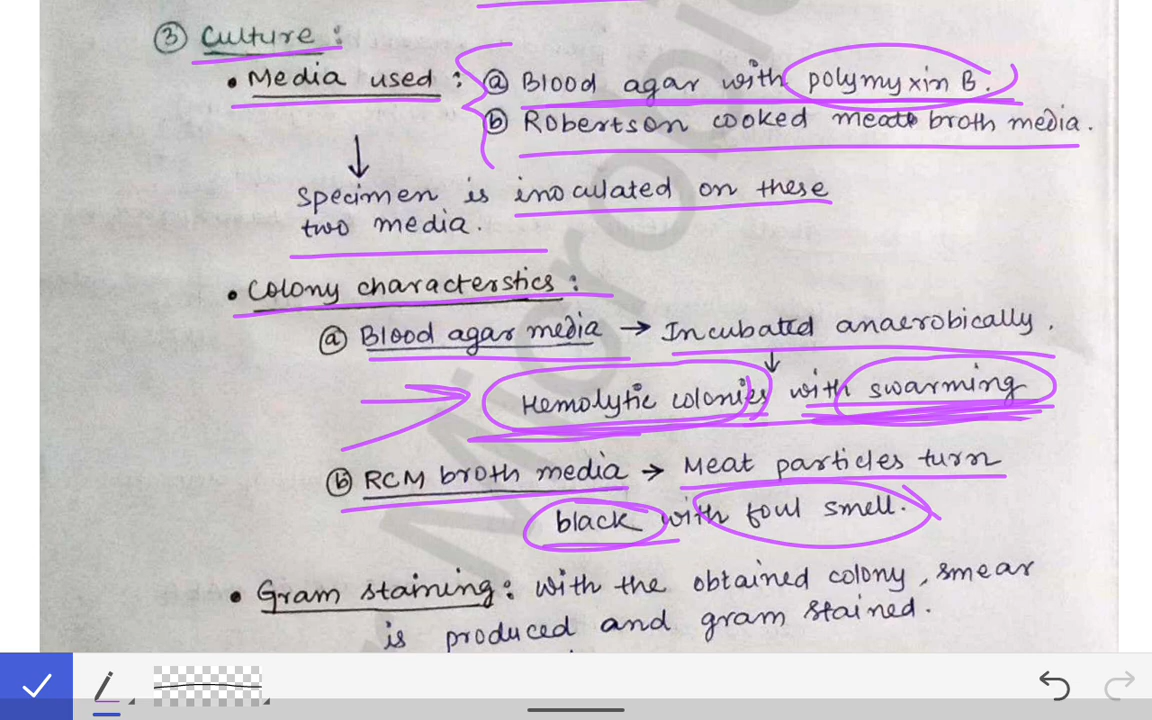 ③ Culture :
• Media used : ⓐ Blood agar with polymyxin B.
ⓑ Robertson cooked meat broth media.
↓
Specimen is inoculated on these
two media.
• Colony characterstics :
ⓐ Blood agar media → Incubated anaerobically.
↓
Hemolytic colonies with swarming
ⓑ RCM broth media → Meat particles turn
black with foul smell.
• Gram staining : with the obtained colony, smear
is produced and gram stained.